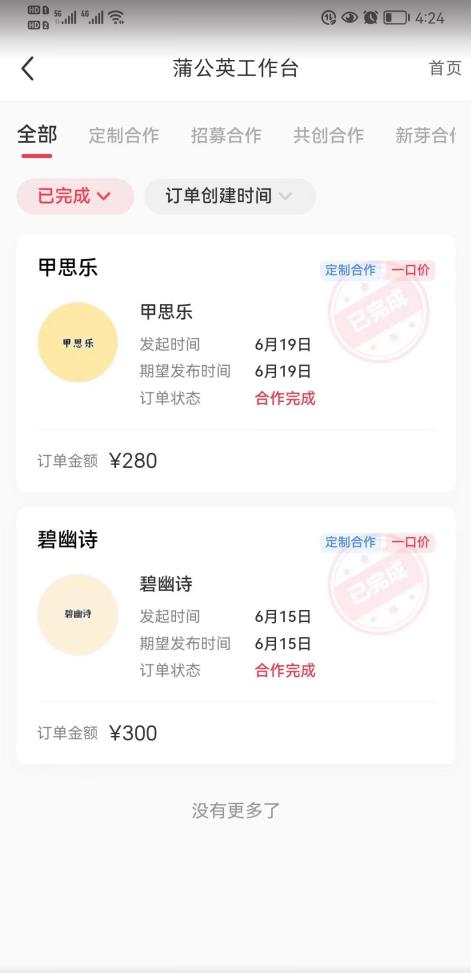 HD 1 5G 4G
HD 2
4:24
蒲公英工作台
首页
全部 定制合作 招募合作 共创合作 新芽合
已完成 订单创建时间
甲思乐
定制合作 一口价
已完成
甲思乐
甲思乐
发起时间 6月19日
期望发布时间 6月19日
订单状态 合作完成
订单金额 ¥280
碧幽诗
定制合作 一口价
已完成
碧幽诗
碧幽诗
发起时间 6月15日
期望发布时间 6月15日
订单状态 合作完成
订单金额 ¥300
没有更多了